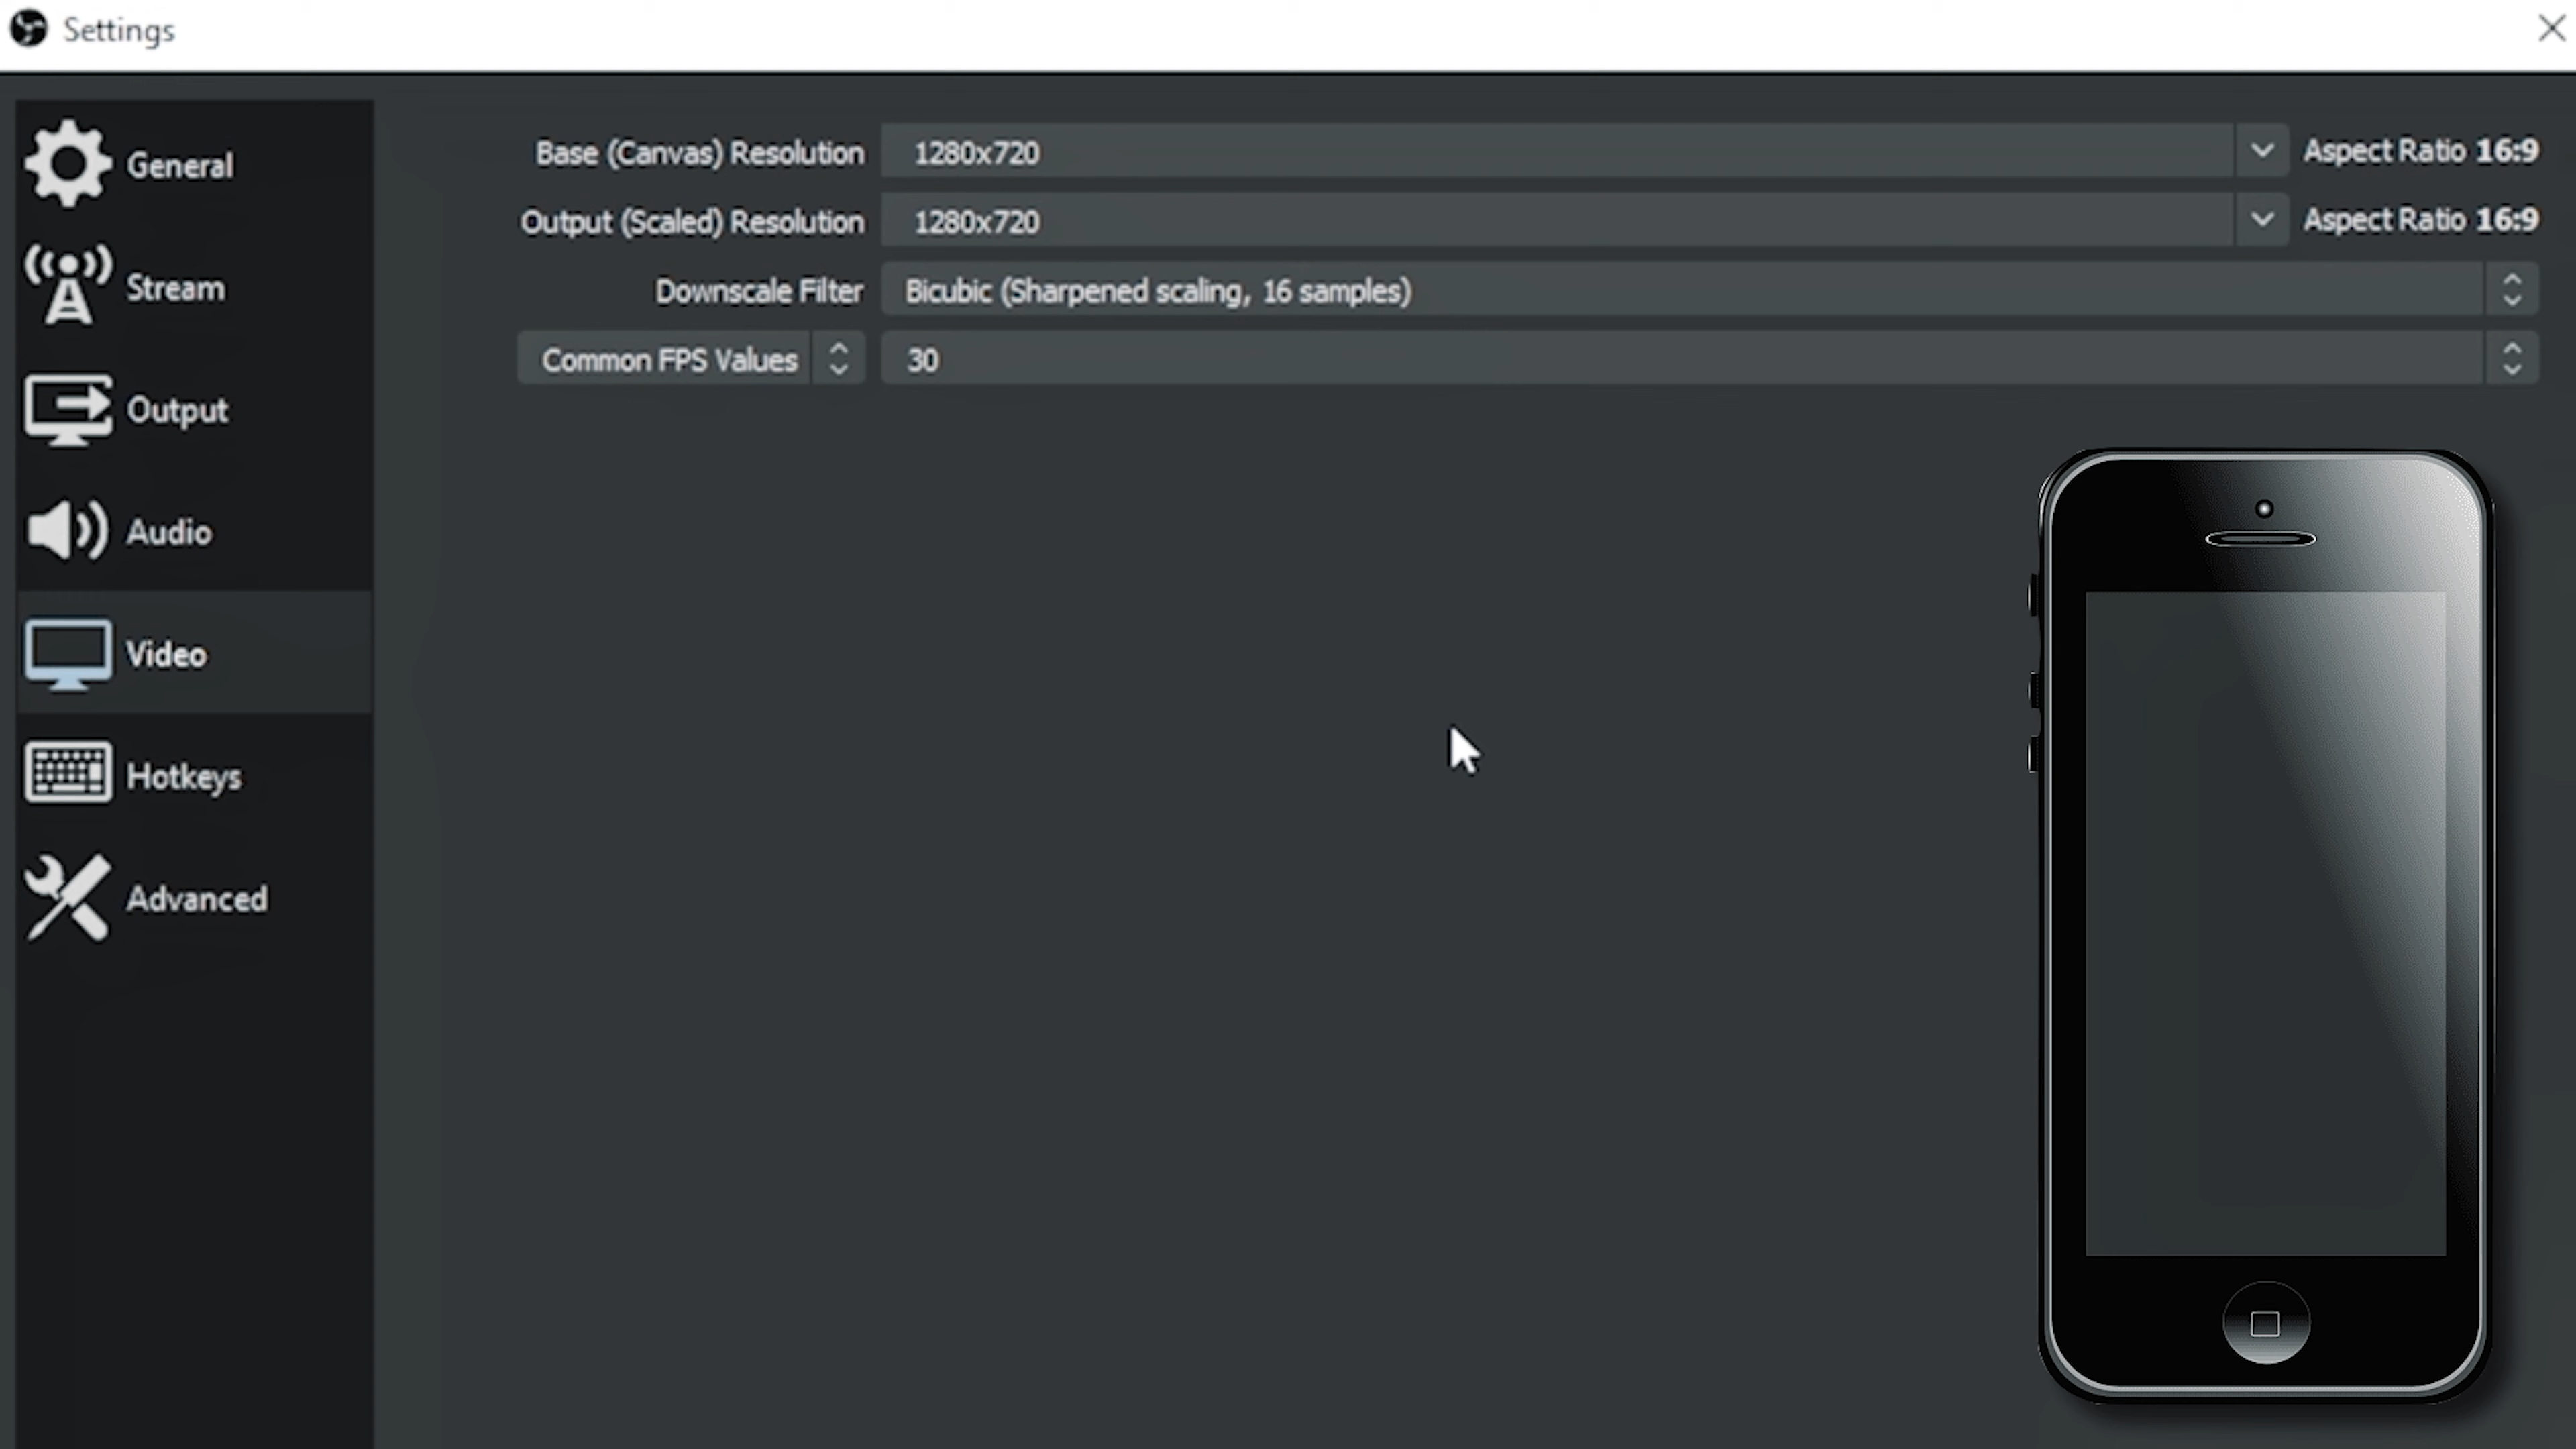 Settings
General
Stream
Output
Audio
Video
Hotkeys
Advanced
Base (Canvas) Resolution 1280x720 Aspect Ratio 16:9
Output (Scaled) Resolution 1280x720 Aspect Ratio 16:9
Downscale Filter Bicubic (Sharpened scaling, 16 samples)
Common FPS Values 30